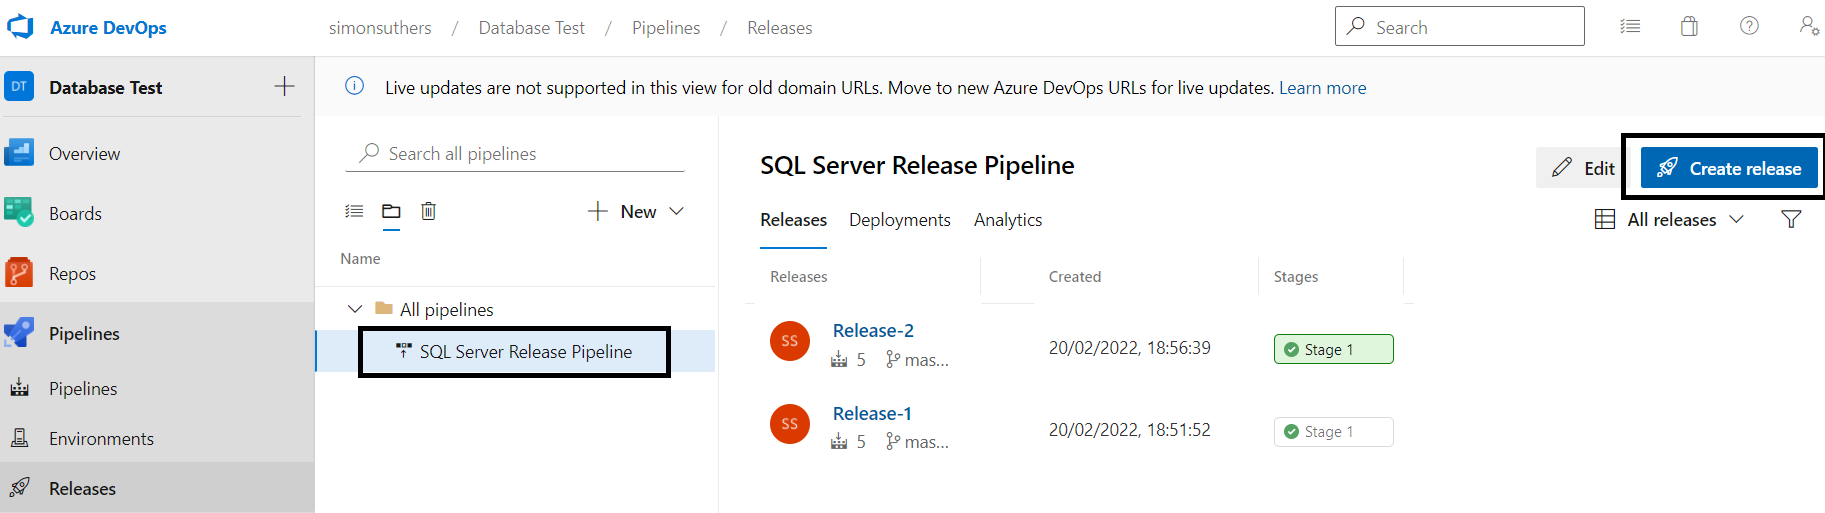 Azure DevOps
simonsuthers / Database Test / Pipelines / Releases
Search
DT Database Test
Live updates are not supported in this view for old domain URLs. Move to new Azure DevOps URLs for live updates. Learn more
Overview
Boards
Repos
Pipelines
Pipelines
Environments
Releases
Search all pipelines
New
Name
All pipelines
SQL Server Release Pipeline
SQL Server Release Pipeline
Edit
Create release
Releases Deployments Analytics
All releases
Releases Created Stages
SS Release-2
5 mas...
20/02/2022, 18:56:39
Stage 1
SS Release-1
5 mas...
20/02/2022, 18:51:52
Stage 1